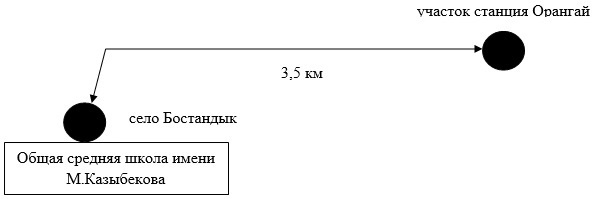 участок станция Орангай
3,5 км
село Бостандык
Общая средняя школа имени
М.Казыбекова